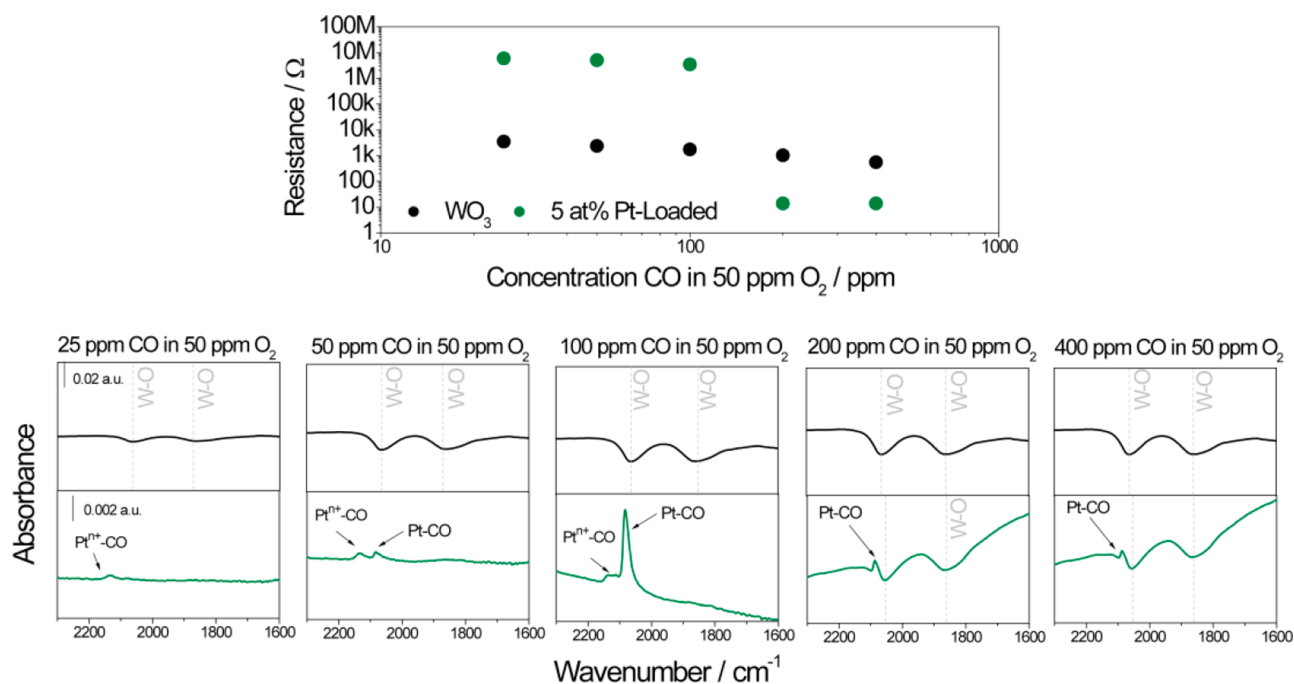 100M
10M
1M
100k
10k
1k
100
10
1
Resistance / Ω
WO₃ 5 at% Pt-Loaded
10 100 1000
Concentration CO in 50 ppm O₂ / ppm
25 ppm CO in 50 ppm O₂
0.02 a.u.
W-O W-O
0.002 a.u.
Ptⁿ⁺-CO
2200 2000 1800 1600
50 ppm CO in 50 ppm O₂
W-O W-O
Ptⁿ⁺-CO Pt-CO
2200 2000 1800 1600
100 ppm CO in 50 ppm O₂
W-O W-O
Pt-CO
Ptⁿ⁺-CO
2200 2000 1800 1600
200 ppm CO in 50 ppm O₂
W-O W-O
Pt-CO W-O
2200 2000 1800 1600
400 ppm CO in 50 ppm O₂
W-O W-O
Pt-CO
2200 2000 1800 1600
Absorbance
Wavenumber / cm⁻¹